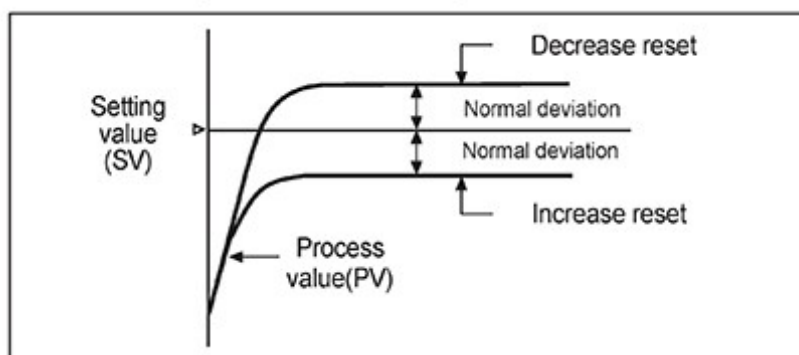 Decrease reset
Setting
value
(SV)
Normal deviation
Normal deviation
Increase reset
Process
value(PV)